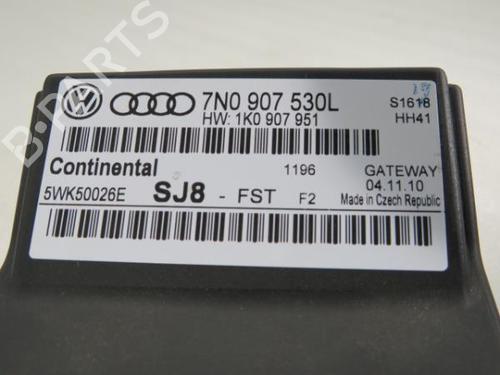 B-PARTS
7N0 907 530L
S1618
HW: 1K0 907 951
HH41
Continental
1196
GATEWAY
5WK50026E
SJ8 - FST F2
04.11.10
Made in Czech Republic